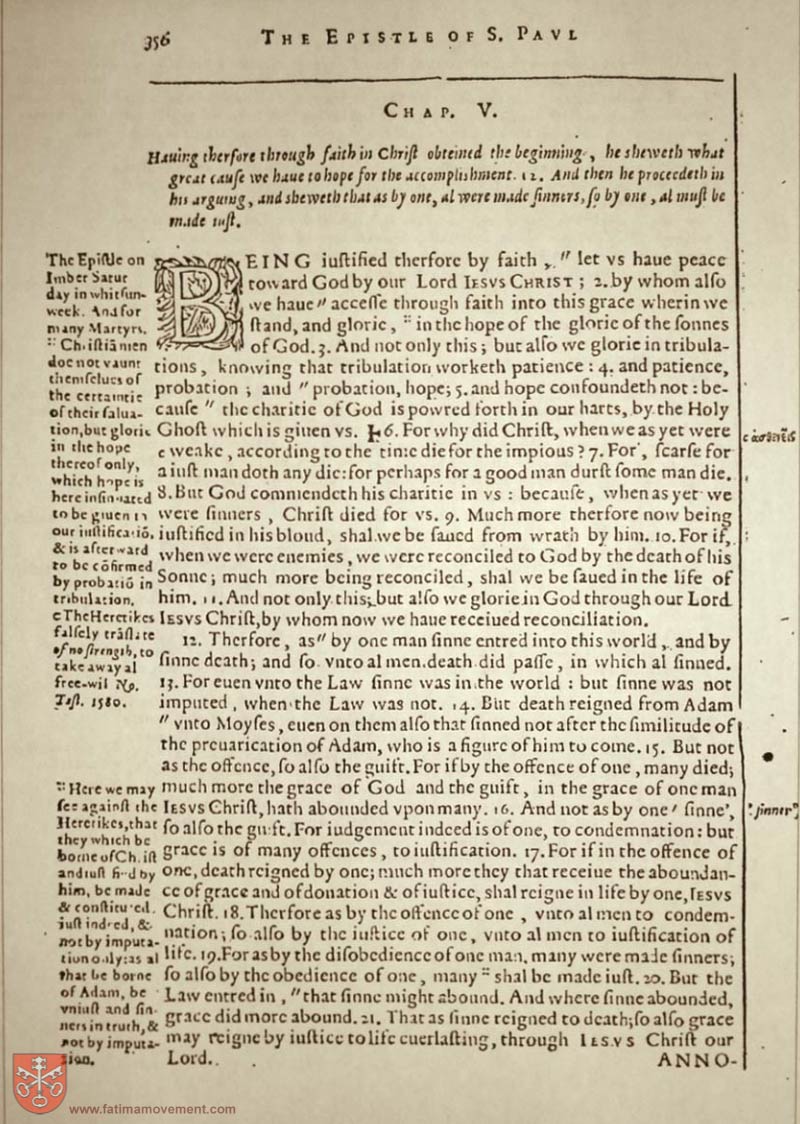 356
THE EPISTLE OF S. PAVL
CHAP. V.
Hauing therfore through faith in Chriſt obteined the beginning, he sheweth what
great cauſe we haue to hope for the accompliſhment. 12. And then he proceedeth in
his arguing, and sheweth that as by one, al were made ſinners, ſo by one, al muſt be
made iuſt.
The Epiſtle on
Imber Satur
day in whitſun-
week. And for
many Martyrs.
" Chriſtiã men
doe not vaunt
themſelues of
the certaintie
of their ſalua-
tion, but glorie
in the hope
thereof only,
which hope is
here inſinuated
to be giuen in
our iuſtificatiõ,
& is afterward
to be cõfirmed
by probatiõ in
tribulation.
c The Heretikes
falſely trãſlate
of no ſtrength, to
take away al
free-wil No.
Teſt. 1580.
BEING iuſtified therfore by faith, " let vs haue peace
toward God by our Lord IESVS CHRIST; 2. by whom alſo
we haue " acceſſe through faith into this grace wherin we
ſtand, and glorie, " in the hope of the glorie of the ſonnes
of God. 3. And not only this; but alſo we glorie in tribula-
tions, knowing that tribulation worketh patience: 4. and patience,
probation; and " probation, hope; 5. and hope confoundeth not: be-
cauſe " the charitie of God is powred forth in our harts, by the Holy
Ghoſt which is giuen vs. 6. For why did Chriſt, when we as yet were
c weake, according to the time die for the impious? 7. For, ſcarſe for
a iuſt man doth any die: for perhaps for a good man durſt ſome man die.
8. But God commendeth his charitie in vs: becauſe, when as yet we
were ſinners, Chriſt died for vs. 9. Much more therfore now being
iuſtified in his bloud, shal we be ſaued from wrath by him. 10. For if,
when we were enemies, we were reconciled to God by the death of his
Sonne; much more being reconciled, shal we be ſaued in the life of
him. 11. And not only this; but alſo we glorie in God through our Lord
IESVS Chriſt, by whom now we haue receiued reconciliation.
12. Therfore, as " by one man ſinne entred into this world, and by
ſinne death; and ſo vnto al men death did paſſe, in which al ſinned.
13. For euen vnto the Law ſinne was in the world: but ſinne was not
imputed, when the Law was not. 14. But death reigned from Adam
" vnto Moyſes, euen on them alſo that ſinned not after the ſimilitude of
the preuarication of Adam, who is a figure of him to come. 15. But not
as the offence, ſo alſo the guift. For if by the offence of one, many died;
much more the grace of God and the guift, in the grace of one man
IESVS Chriſt, hath abounded vpon many. 16. And not as by one ' ſinne',
ſo alſo the guift. For iudgement indeed is of one, to condemnation: but
grace is of many offences, to iuſtification. 17. For if in the offence of
one, death reigned by one; much more they that receiue the aboundan-
ce of grace and of donation & of iuſtice, shal reigne in life by one, IESVS
Chriſt. 18. Therfore as by the offence of one, vnto al men to condem-
nation; ſo alſo by the iuſtice of one, vnto al men to iuſtification of
life. 19. For as by the diſobedience of one man, many were made ſinners;
ſo alſo by the obedience of one, many " shal be made iuſt. 20. But the
Law entred in, " that ſinne might abound. And where ſinne abounded,
grace did more abound. 21. That as ſinne reigned to death; ſo alſo grace
may reigne by iuſtice to life euerlaſting, through IESVS Chriſt our
Lord.
ANNO-
" Here we may
ſee againſt the
Heretikes, that
they which be
borne of Chriſt
and iuſtified by
him, be made
& conſtituted
iuſt indeed, &
not by imputa-
tion only: as al
that be borne
of Adam, be
vniuſt and ſin-
ners in truth, &
not by imputa-
tion.
' ſinner '
www.fatimamovement.com